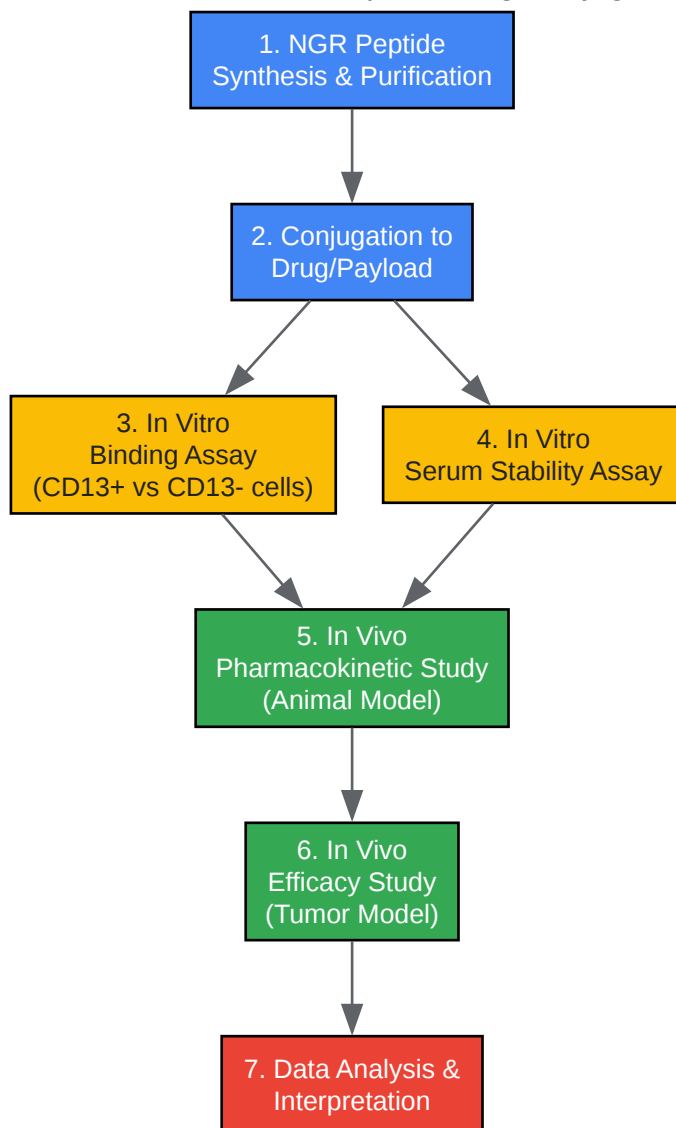 1. NGR Peptide
Synthesis & Purification
2. Conjugation to
Drug/Payload
3. In Vitro
Binding Assay
(CD13+ vs CD13- cells)
4. In Vitro
Serum Stability Assay
5. In Vivo
Pharmacokinetic Study
(Animal Model)
6. In Vivo
Efficacy Study
(Tumor Model)
7. Data Analysis &
Interpretation